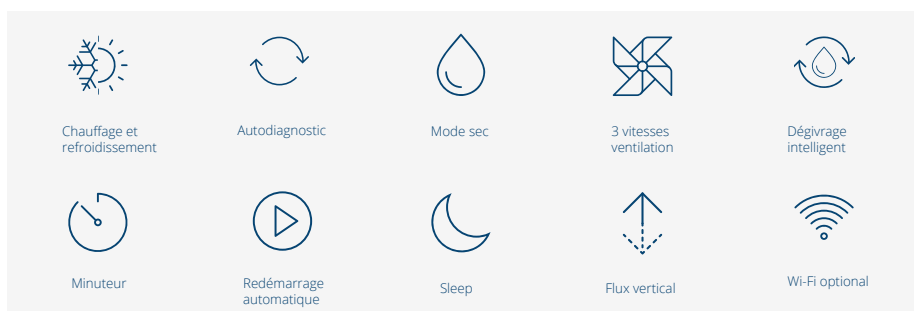 Chauffage et
refroidissement
Autodiagnostic
Mode sec
3 vitesses
ventilation
Dégivrage
intelligent
Minuteur
Redémarrage
automatique
Sleep
Flux vertical
Wi-Fi optional